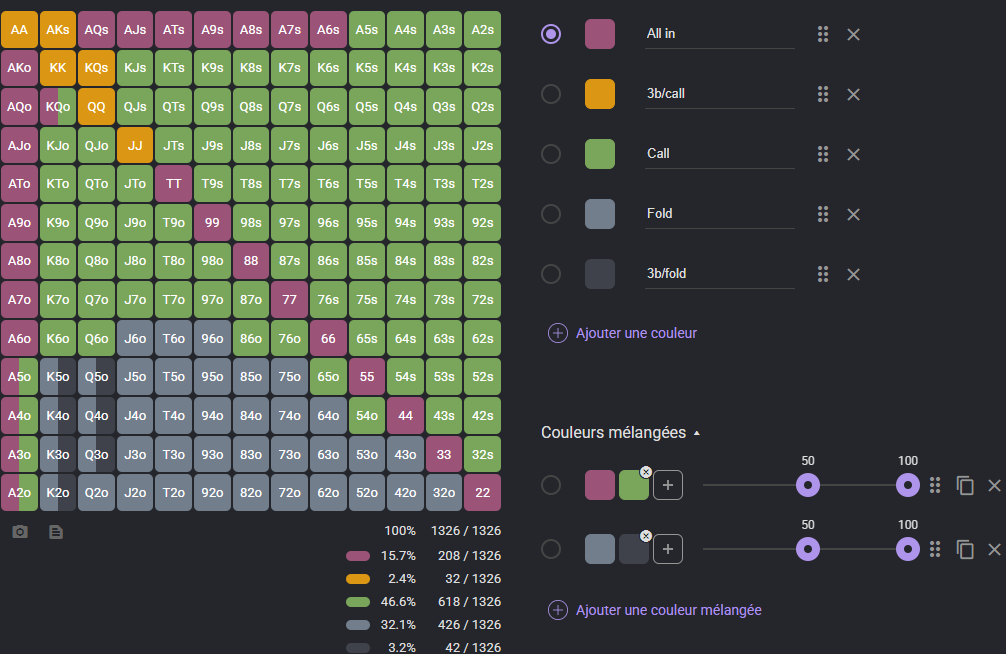 AA AKs AQs AJs ATs A9s A8s A7s A6s A5s A4s A3s A2s
AKo KK KQs KJs KTs K9s K8s K7s K6s K5s K4s K3s K2s
AQo KQo QQ QJs QTs Q9s Q8s Q7s Q6s Q5s Q4s Q3s Q2s
AJo KJo QJo JJ JTs J9s J8s J7s J6s J5s J4s J3s J2s
ATo KTo QTo JTo TT T9s T8s T7s T6s T5s T4s T3s T2s
A9o K9o Q9o J9o T9o 99 98s 97s 96s 95s 94s 93s 92s
A8o K8o Q8o J8o T8o 98o 88 87s 86s 85s 84s 83s 82s
A7o K7o Q7o J7o T7o 97o 87o 77 76s 75s 74s 73s 72s
A6o K6o Q6o J6o T6o 96o 86o 76o 66 65s 64s 63s 62s
A5o K5o Q5o J5o T5o 95o 85o 75o 65o 55 54s 53s 52s
A4o K4o Q4o J4o T4o 94o 84o 74o 64o 54o 44 43s 42s
A3o K3o Q3o J3o T3o 93o 83o 73o 63o 53o 43o 33 32s
A2o K2o Q2o J2o T2o 92o 82o 72o 62o 52o 42o 32o 22
100% 1326 / 1326
15.7% 208 / 1326
2.4% 32 / 1326
46.6% 618 / 1326
32.1% 426 / 1326
3.2% 42 / 1326
All in
3b/call
Call
Fold
3b/fold
Ajouter une couleur
Couleurs mélangées
50 100
50 100
Ajouter une couleur mélangée